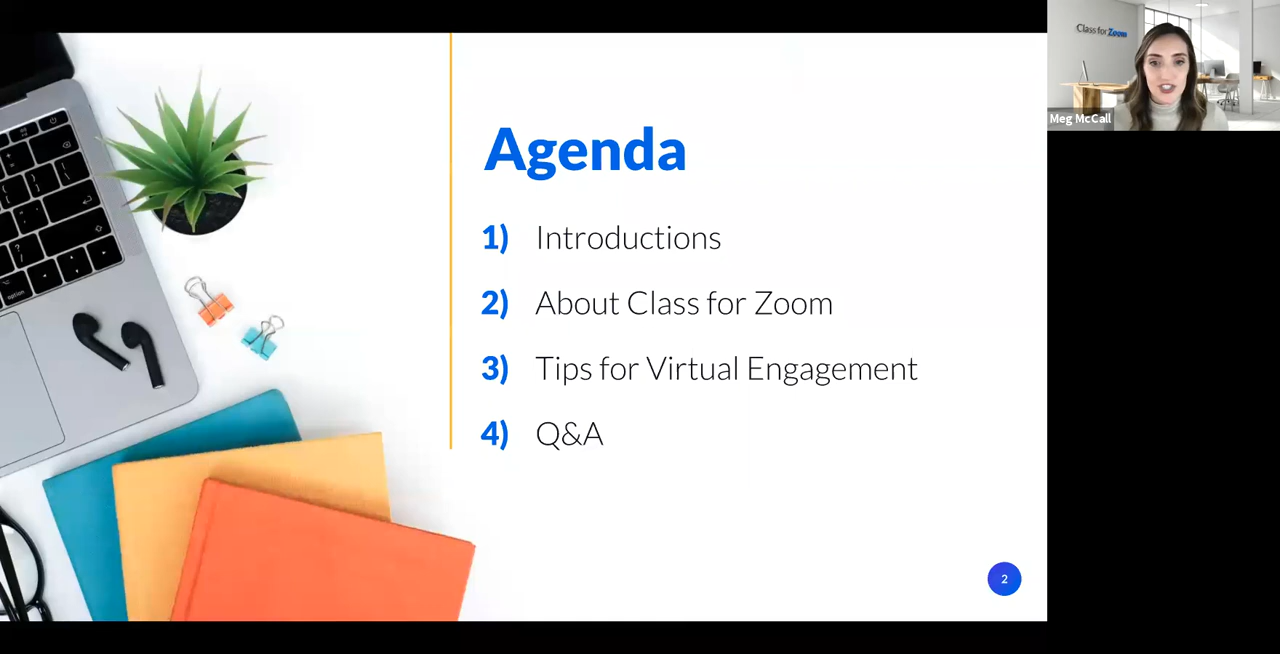 Agenda
1) Introductions
2) About Class for Zoom
3) Tips for Virtual Engagement
4) Q&A
2
Class for Zoom
Meg McCall
option